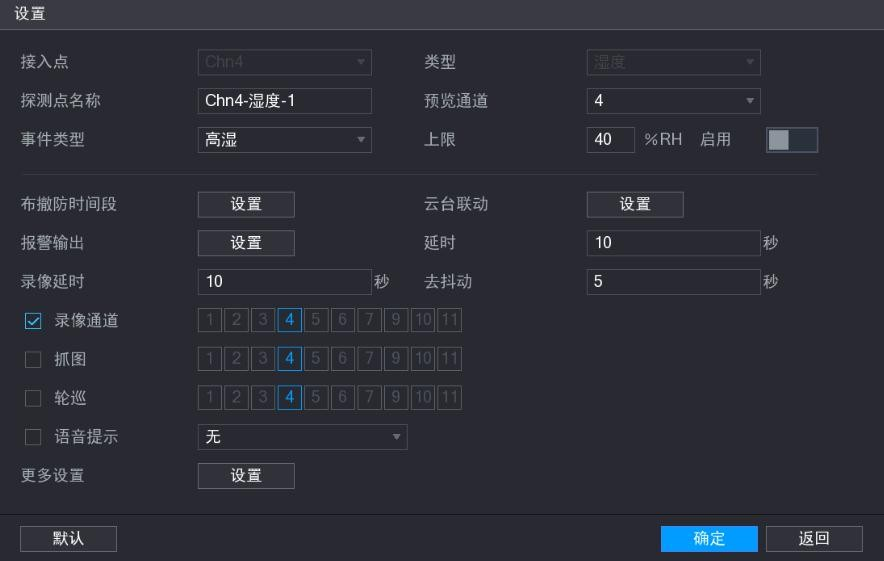 设置
接入点 Chn4 类型 湿度
探测点名称 Chn4-湿度-1 预览通道 4
事件类型 高湿 上限 40 %RH 启用
布撤防时间段 设置 云台联动 设置
报警输出 设置 延时 10 秒
录像延时 10 秒 去抖动 5 秒
录像通道 1 2 3 4 5 6 7 9 10 11
抓图 1 2 3 4 5 6 7 9 10 11
轮巡 1 2 3 4 5 6 7 9 10 11
语音提示 无
更多设置 设置
默认 确定 返回